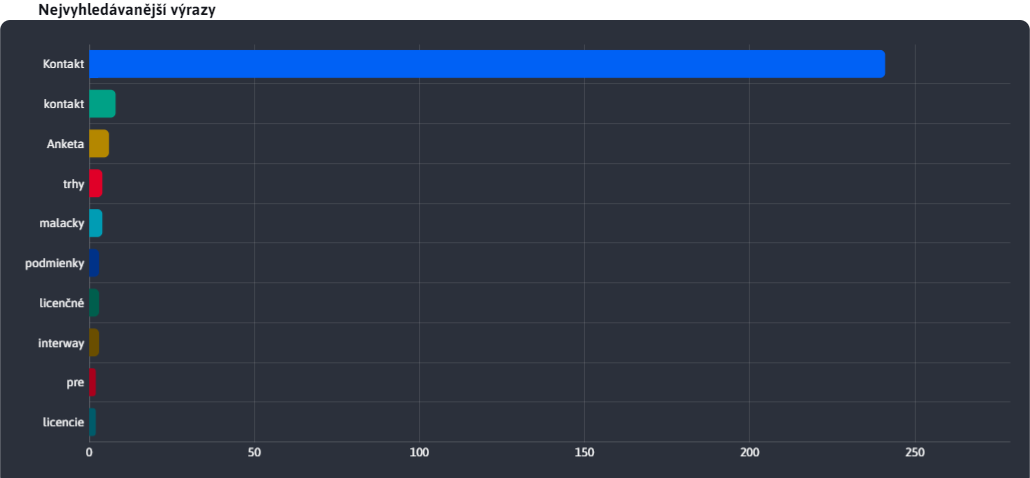 Nejvyhledávanější výrazy
Kontakt
kontakt
Anketa
trhy
malacky
podmienky
licenčné
interway
pre
licencie
0 50 100 150 200 250